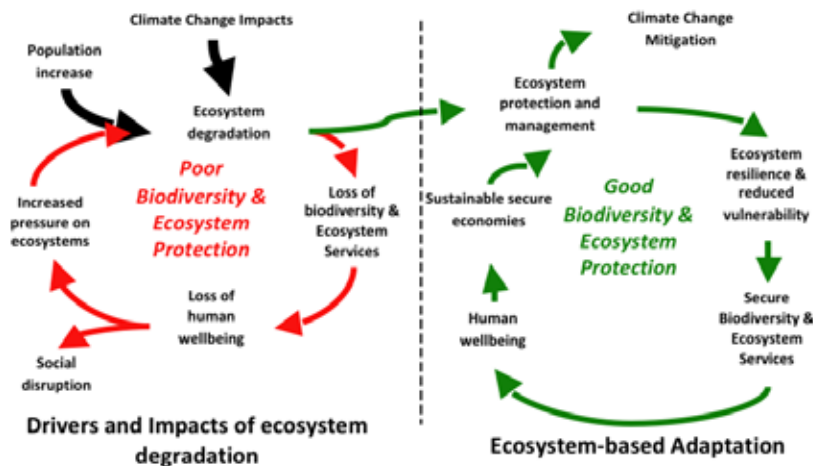 Climate Change Impacts
Population
increase
Ecosystem
degradation
Poor
Biodiversity &
Ecosystem
Protection
Increased
pressure on
ecosystems
Loss of
biodiversity &
Ecosystem
Services
Loss of
human
wellbeing
Social
disruption
Drivers and Impacts of ecosystem
degradation
Climate Change
Mitigation
Ecosystem
protection and
management
Ecosystem
resilience &
reduced
vulnerability
Sustainable secure
economies
Good
Biodiversity &
Ecosystem
Protection
Human
wellbeing
Secure
Biodiversity &
Ecosystem
Services
Ecosystem-based Adaptation